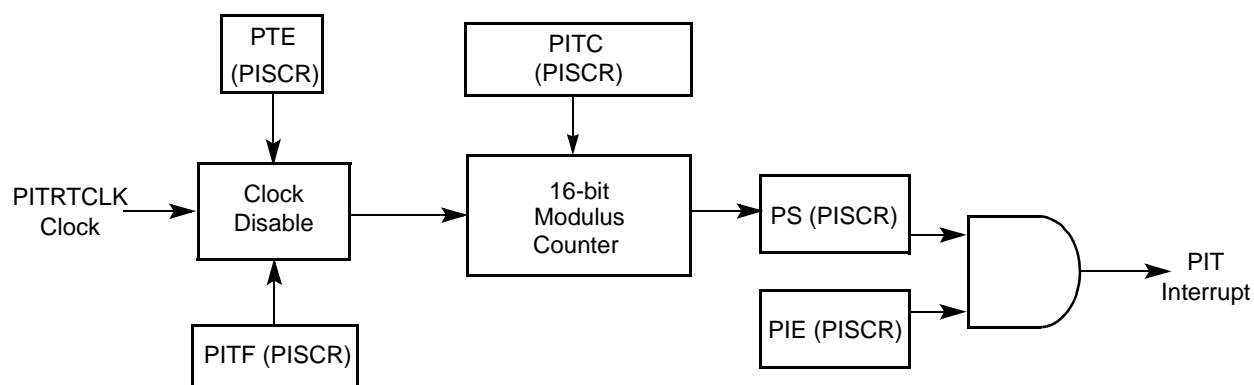 PTE
(PISCR)
PITC
(PISCR)
PITRTCLK
Clock
Clock
Disable
16-bit
Modulus
Counter
PS (PISCR)
PIT
Interrupt
PIE (PISCR)
PITF (PISCR)